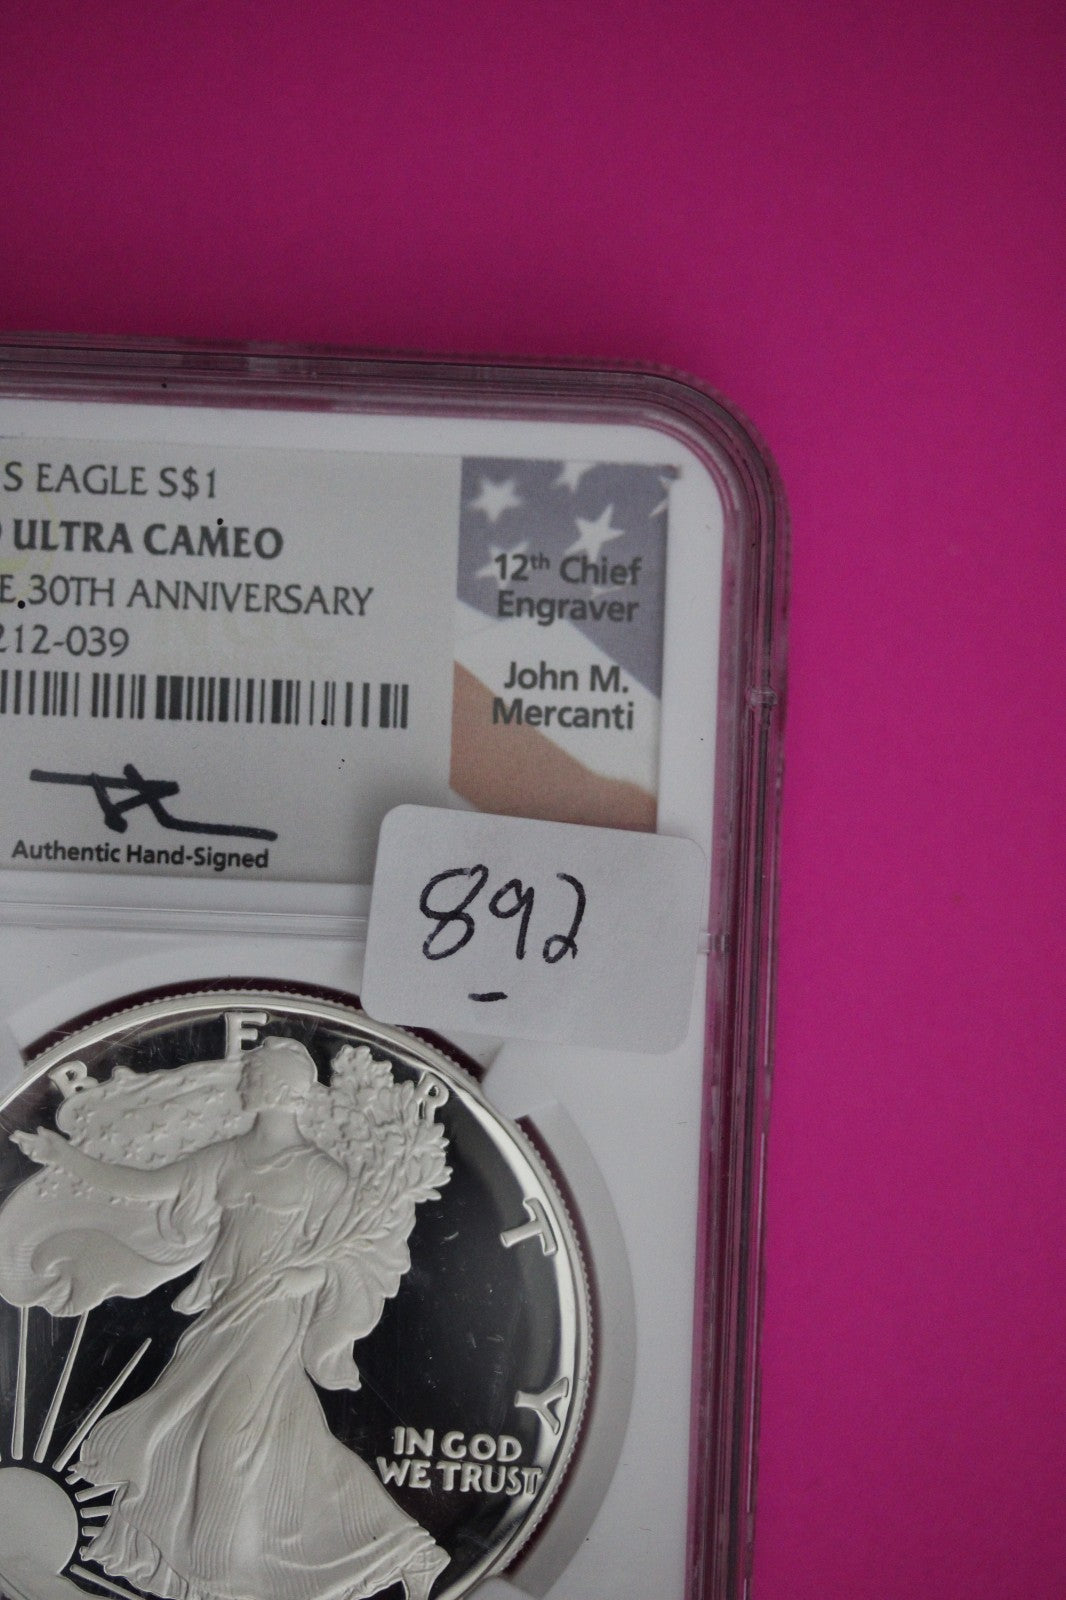 S EAGLE S$1
ULTRA CAMEO
E 30TH ANNIVERSARY
212-039
12th Chief
Engraver
John M.
Mercanti
Authentic Hand-Signed
892
BERTY
IN GOD
WE TRUST